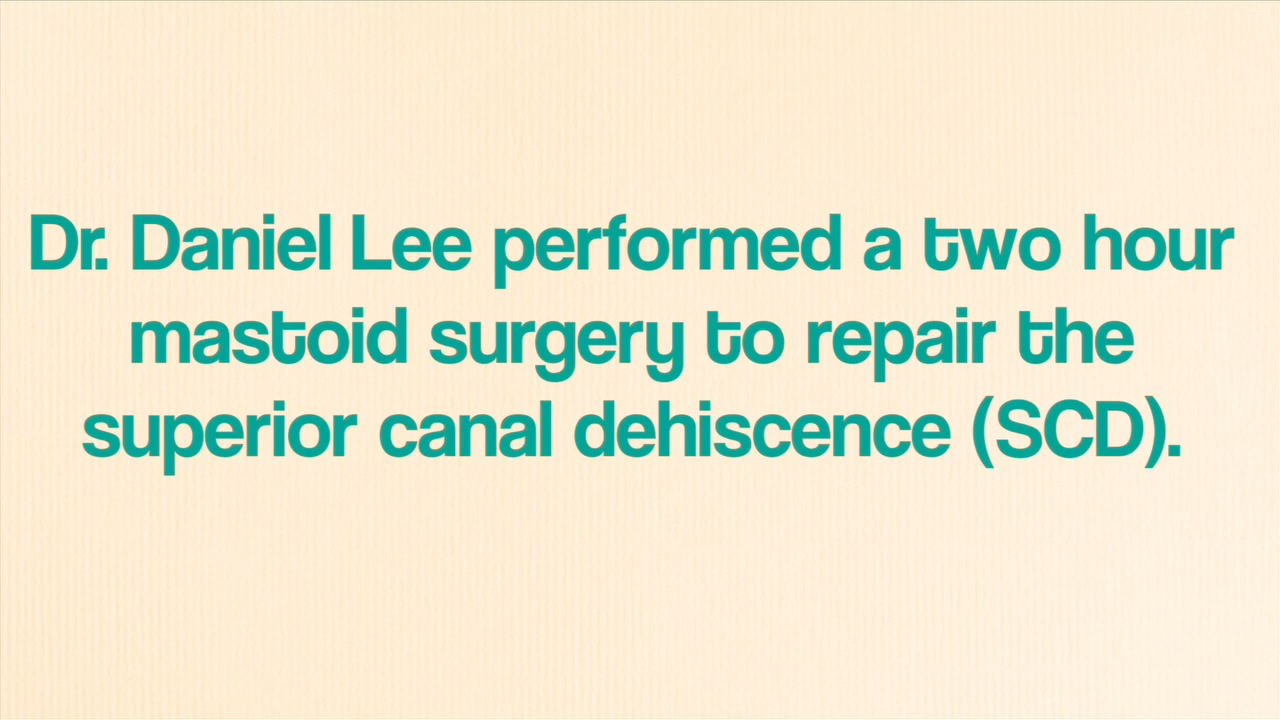 Dr. Daniel Lee performed a two hour
mastoid surgery to repair the
superior canal dehiscence (SCD).